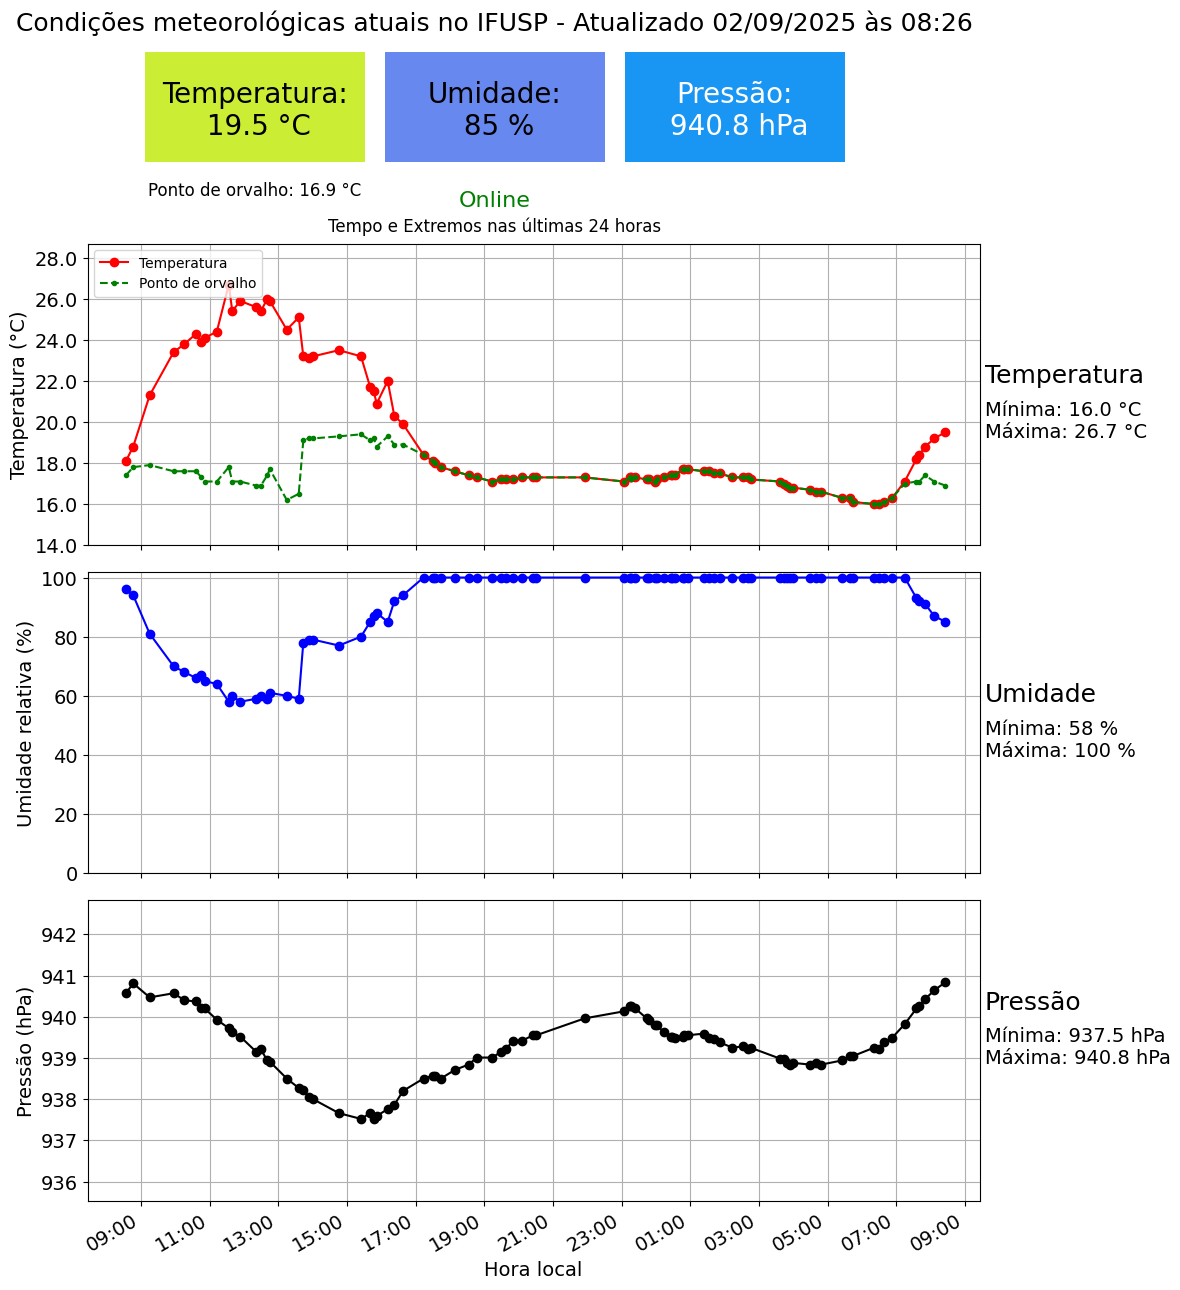 Condições meteorológicas atuais no IFUSP - Atualizado 02/09/2025 às 08:26
Temperatura:
19.5 °C
Umidade:
85 %
Pressão:
940.8 hPa
Ponto de orvalho: 16.9 °C
Online
Tempo e Extremos nas últimas 24 horas
Temperatura
Ponto de orvalho
28.0
26.0
24.0
22.0
20.0
18.0
16.0
14.0
Temperatura (°C)
Temperatura
Mínima: 16.0 °C
Máxima: 26.7 °C
100
80
60
40
20
0
Umidade relativa (%)
Umidade
Mínima: 58 %
Máxima: 100 %
942
941
940
939
938
937
936
Pressão (hPa)
Pressão
Mínima: 937.5 hPa
Máxima: 940.8 hPa
09:00
11:00
13:00
15:00
17:00
19:00
21:00
23:00
01:00
03:00
05:00
07:00
09:00
Hora local